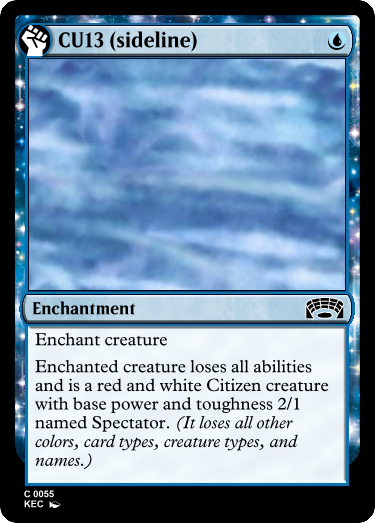 CU13 (sideline)
Enchantment
Enchant creature
Enchanted creature loses all abilities
and is a red and white Citizen creature
with base power and toughness 2/1
named Spectator. (It loses all other
colors, card types, creature types, and
names.)
C 0055
KEC